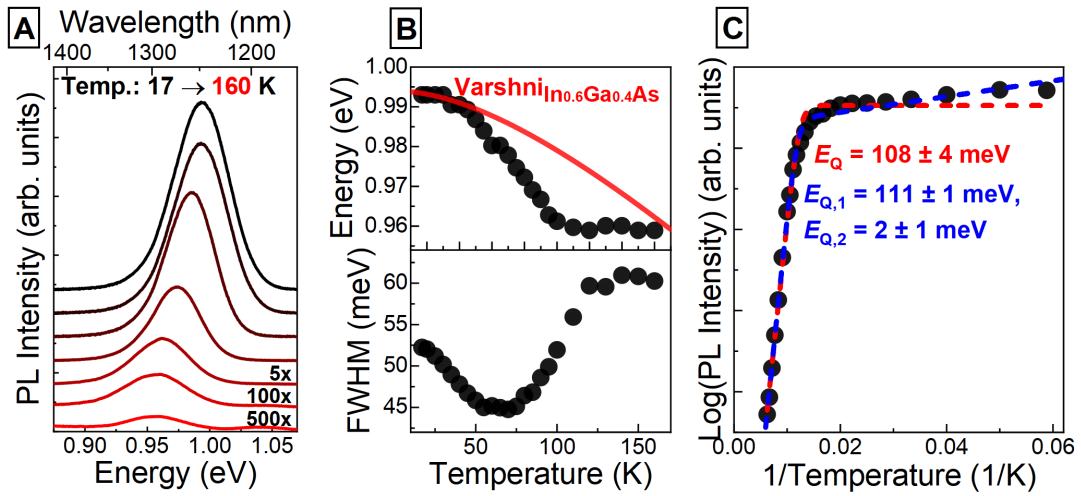 A
Wavelength (nm)
1400 1300 1200
Temp.: 17 → 160 K
PL Intensity (arb. units)
5x
100x
500x
0.90 0.95 1.00 1.05
Energy (eV)
B
Energy (eV)
1.00
0.99
0.98
0.97
0.96
Varshni In0.6Ga0.4As
FWHM (meV)
60
55
50
45
50 100 150
Temperature (K)
C
Log(PL Intensity) (arb. units)
EQ = 108 ± 4 meV
EQ,1 = 111 ± 1 meV,
EQ,2 = 2 ± 1 meV
0.00 0.02 0.04 0.06
1/Temperature (1/K)